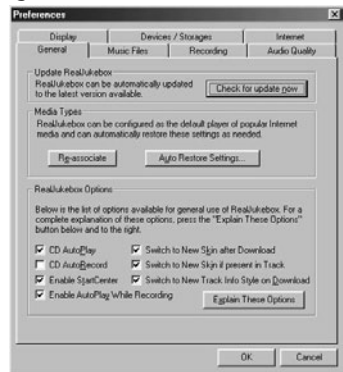 Preferences
Display Devices / Storages Internet
General Music Files Recording Audio Quality
Update RealJukebox
RealJukebox can be automatically updated
to the latest version available.
Check for update now
Media Types
RealJukebox can be configured as the default player of popular Internet
media and can automatically restore these settings as needed.
Re-associate Auto Restore Settings...
RealJukebox Options
Below is the list of options available for general use of RealJukebox. For a
complete explanation of these options, press the "Explain These Options"
button below and to the right.
CD AutoPlay Switch to New Skin after Download
CD AutoRecord Switch to New Skin if present in Track
Enable StartCenter Switch to New Track Info Style on Download
Enable AutoPlay While Recording
Explain These Options
OK Cancel